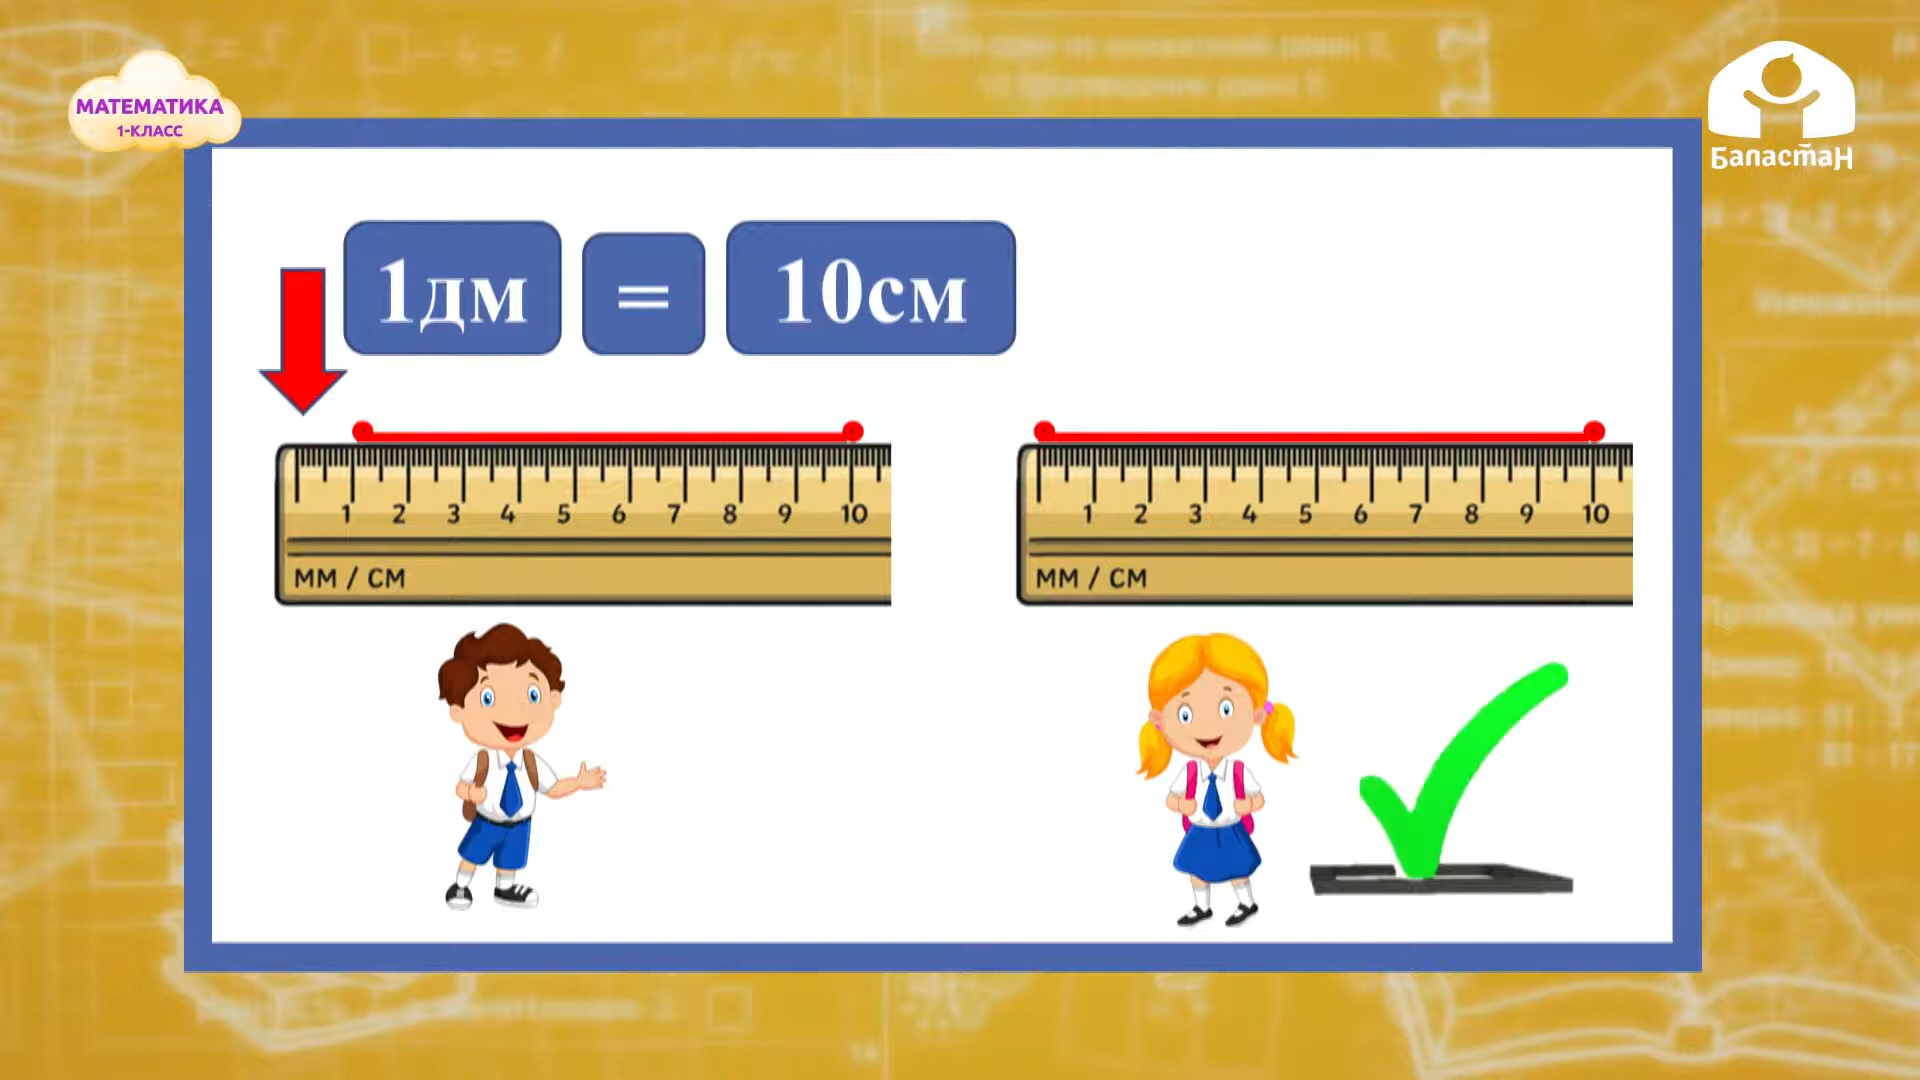 МАТЕМАТИКА
1-КЛАСС
БаластаН
1дм = 10см
1 2 3 4 5 6 7 8 9 10
ММ / СМ
1 2 3 4 5 6 7 8 9 10
ММ / СМ